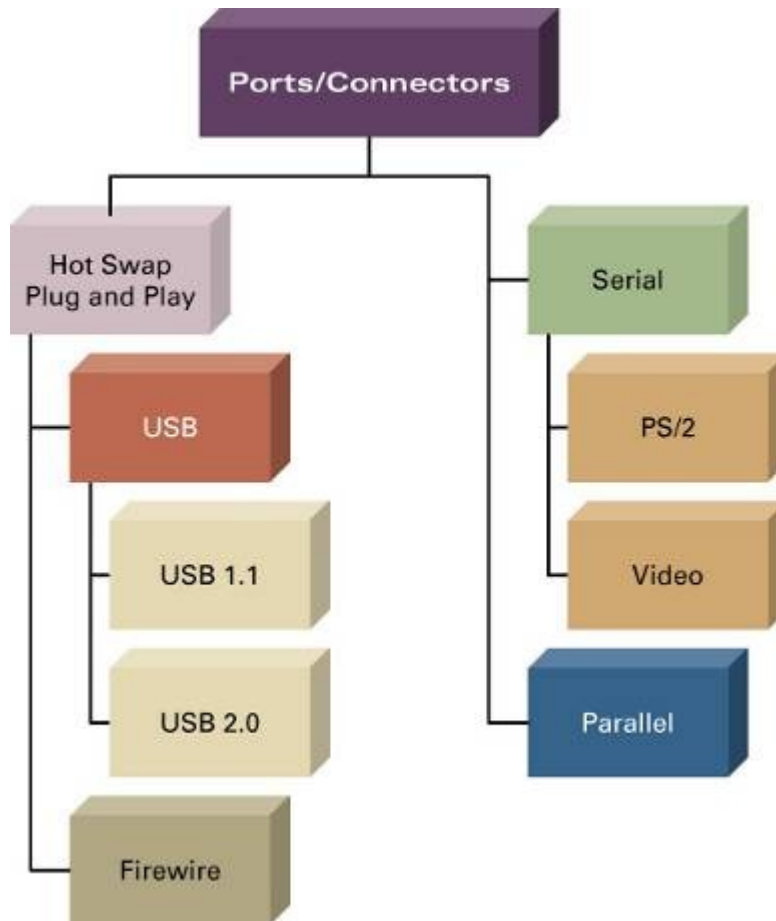 Ports/Connectors
Hot Swap
Plug and Play
USB
USB 1.1
USB 2.0
Firewire
Serial
PS/2
Video
Parallel